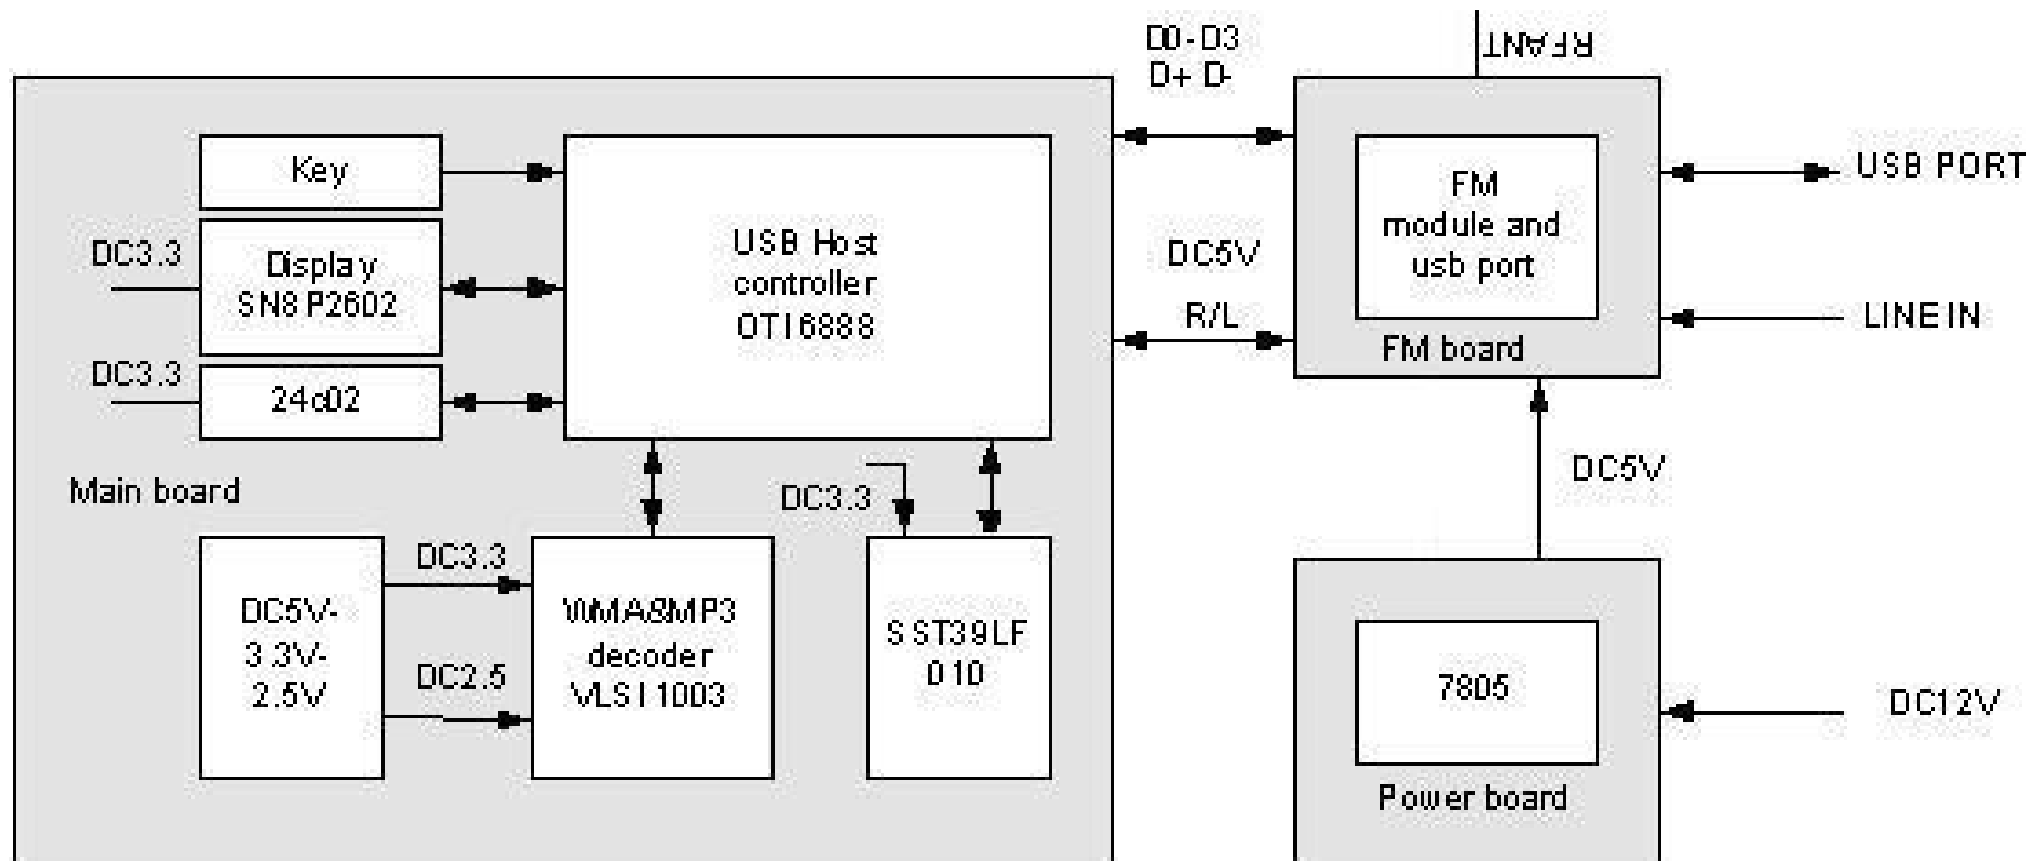 D0-D3
D+ D-
RFANT
Key
USB PORT
DC3.3
Display
SN8P2602
USB Host
controller
OTI6888
DC5V
FM
module and
usb port
R/L
LINE IN
FM board
DC3.3
24c02
Main board
DC3.3
DC5V
DC3.3
DC5V-
3.3V-
2.5V
DC2.5
WMA&MP3
decoder
VLSI1003
SST39LF
010
7805
DC12V
Power board